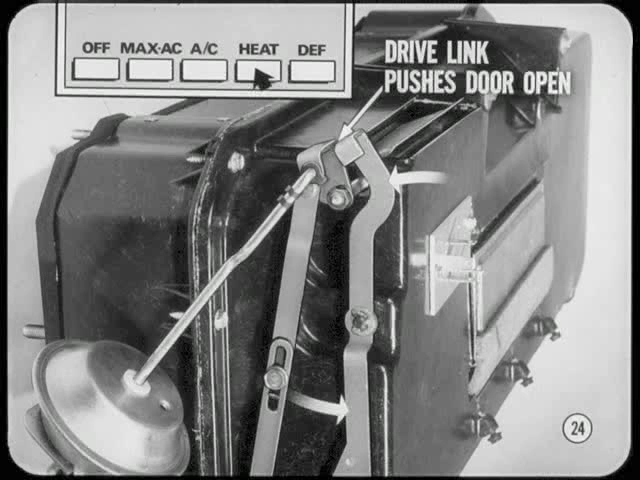 OFF MAX-AC A/C HEAT DEF
DRIVE LINK
PUSHES DOOR OPEN
24